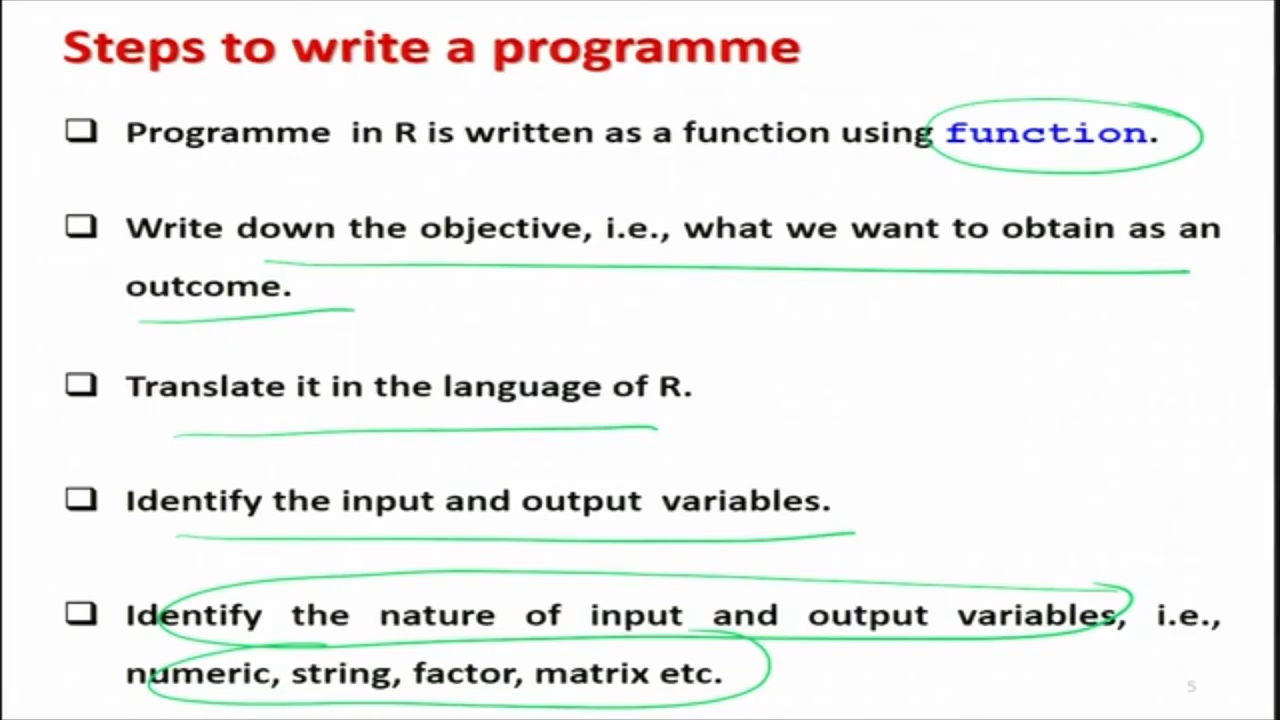 Steps to write a programme
❑ Programme in R is written as a function using function.
❑ Write down the objective, i.e., what we want to obtain as an
outcome.
❑ Translate it in the language of R.
❑ Identify the input and output variables.
❑ Identify the nature of input and output variables, i.e.,
numeric, string, factor, matrix etc.
5